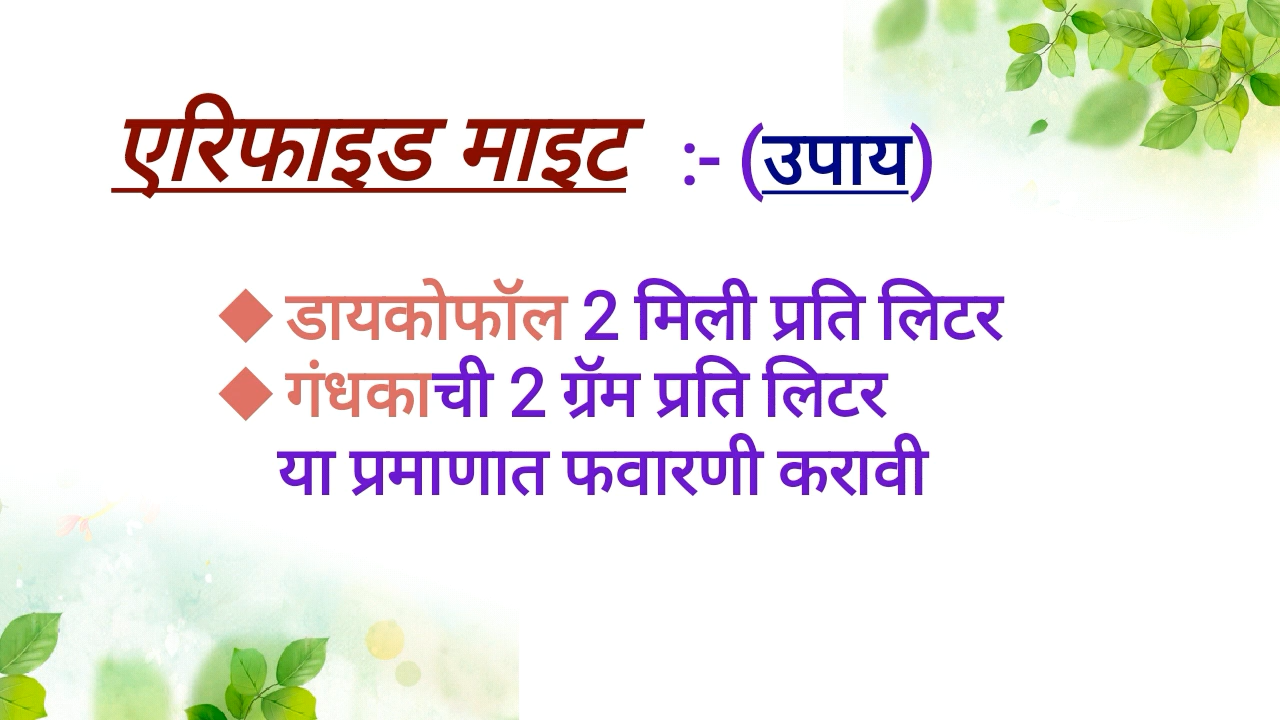 एरिफाइड माइट :- (उपाय)
◆ डायकोफॉल 2 मिली प्रति लिटर
◆ गंधकाची 2 ग्रॅम प्रति लिटर
या प्रमाणात फवारणी करावी